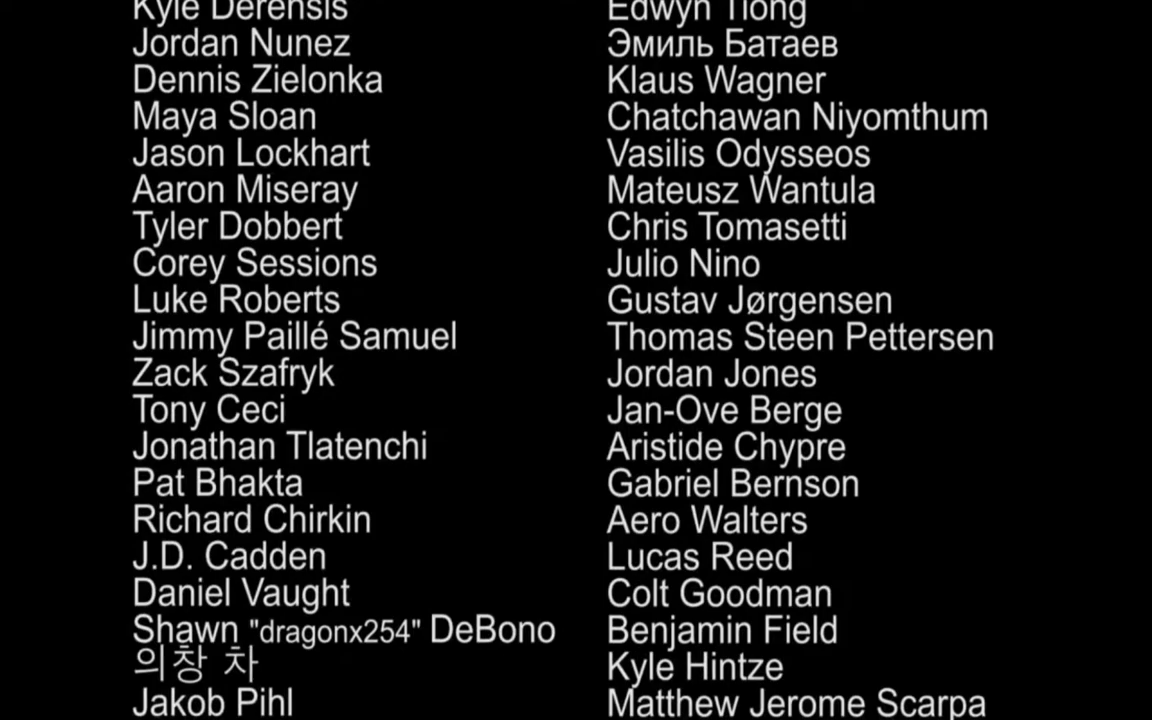 Kyle Derensis
Jordan Nunez
Dennis Zielonka
Maya Sloan
Jason Lockhart
Aaron Miseray
Tyler Dobbert
Corey Sessions
Luke Roberts
Jimmy Paillé Samuel
Zack Szafryk
Tony Ceci
Jonathan Tlatenchi
Pat Bhakta
Richard Chirkin
J.D. Cadden
Daniel Vaught
Shawn "dragonx254" DeBono
의창 차
Jakob Pihl
Edwyn Tiong
Эмиль Батаев
Klaus Wagner
Chatchawan Niyomthum
Vasilis Odysseos
Mateusz Wantula
Chris Tomasetti
Julio Nino
Gustav Jørgensen
Thomas Steen Pettersen
Jordan Jones
Jan-Ove Berge
Aristide Chypre
Gabriel Bernson
Aero Walters
Lucas Reed
Colt Goodman
Benjamin Field
Kyle Hintze
Matthew Jerome Scarpa